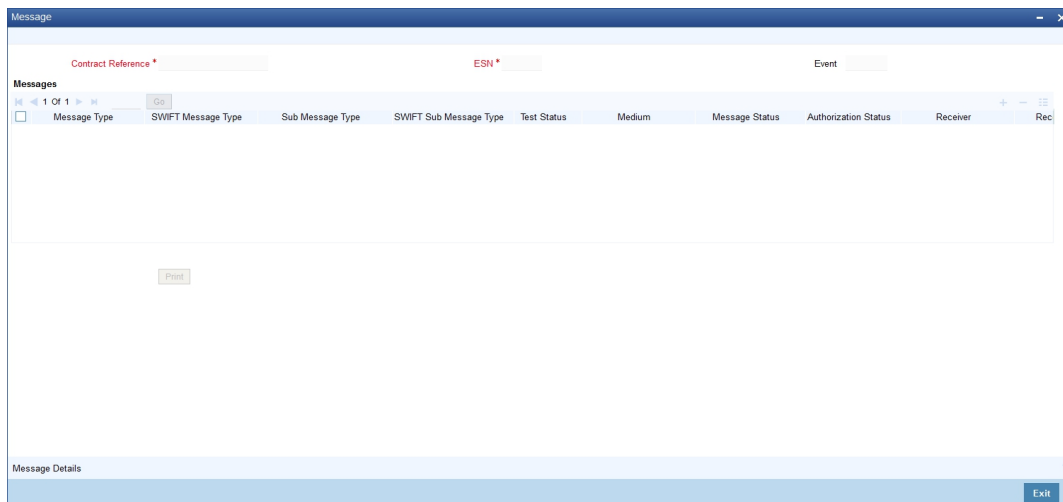 Message
Contract Reference * ESN * Event
Messages
1 Of 1 Go
Message Type SWIFT Message Type Sub Message Type SWIFT Sub Message Type Test Status Medium Message Status Authorization Status Receiver Rec
Print
Message Details
Exit